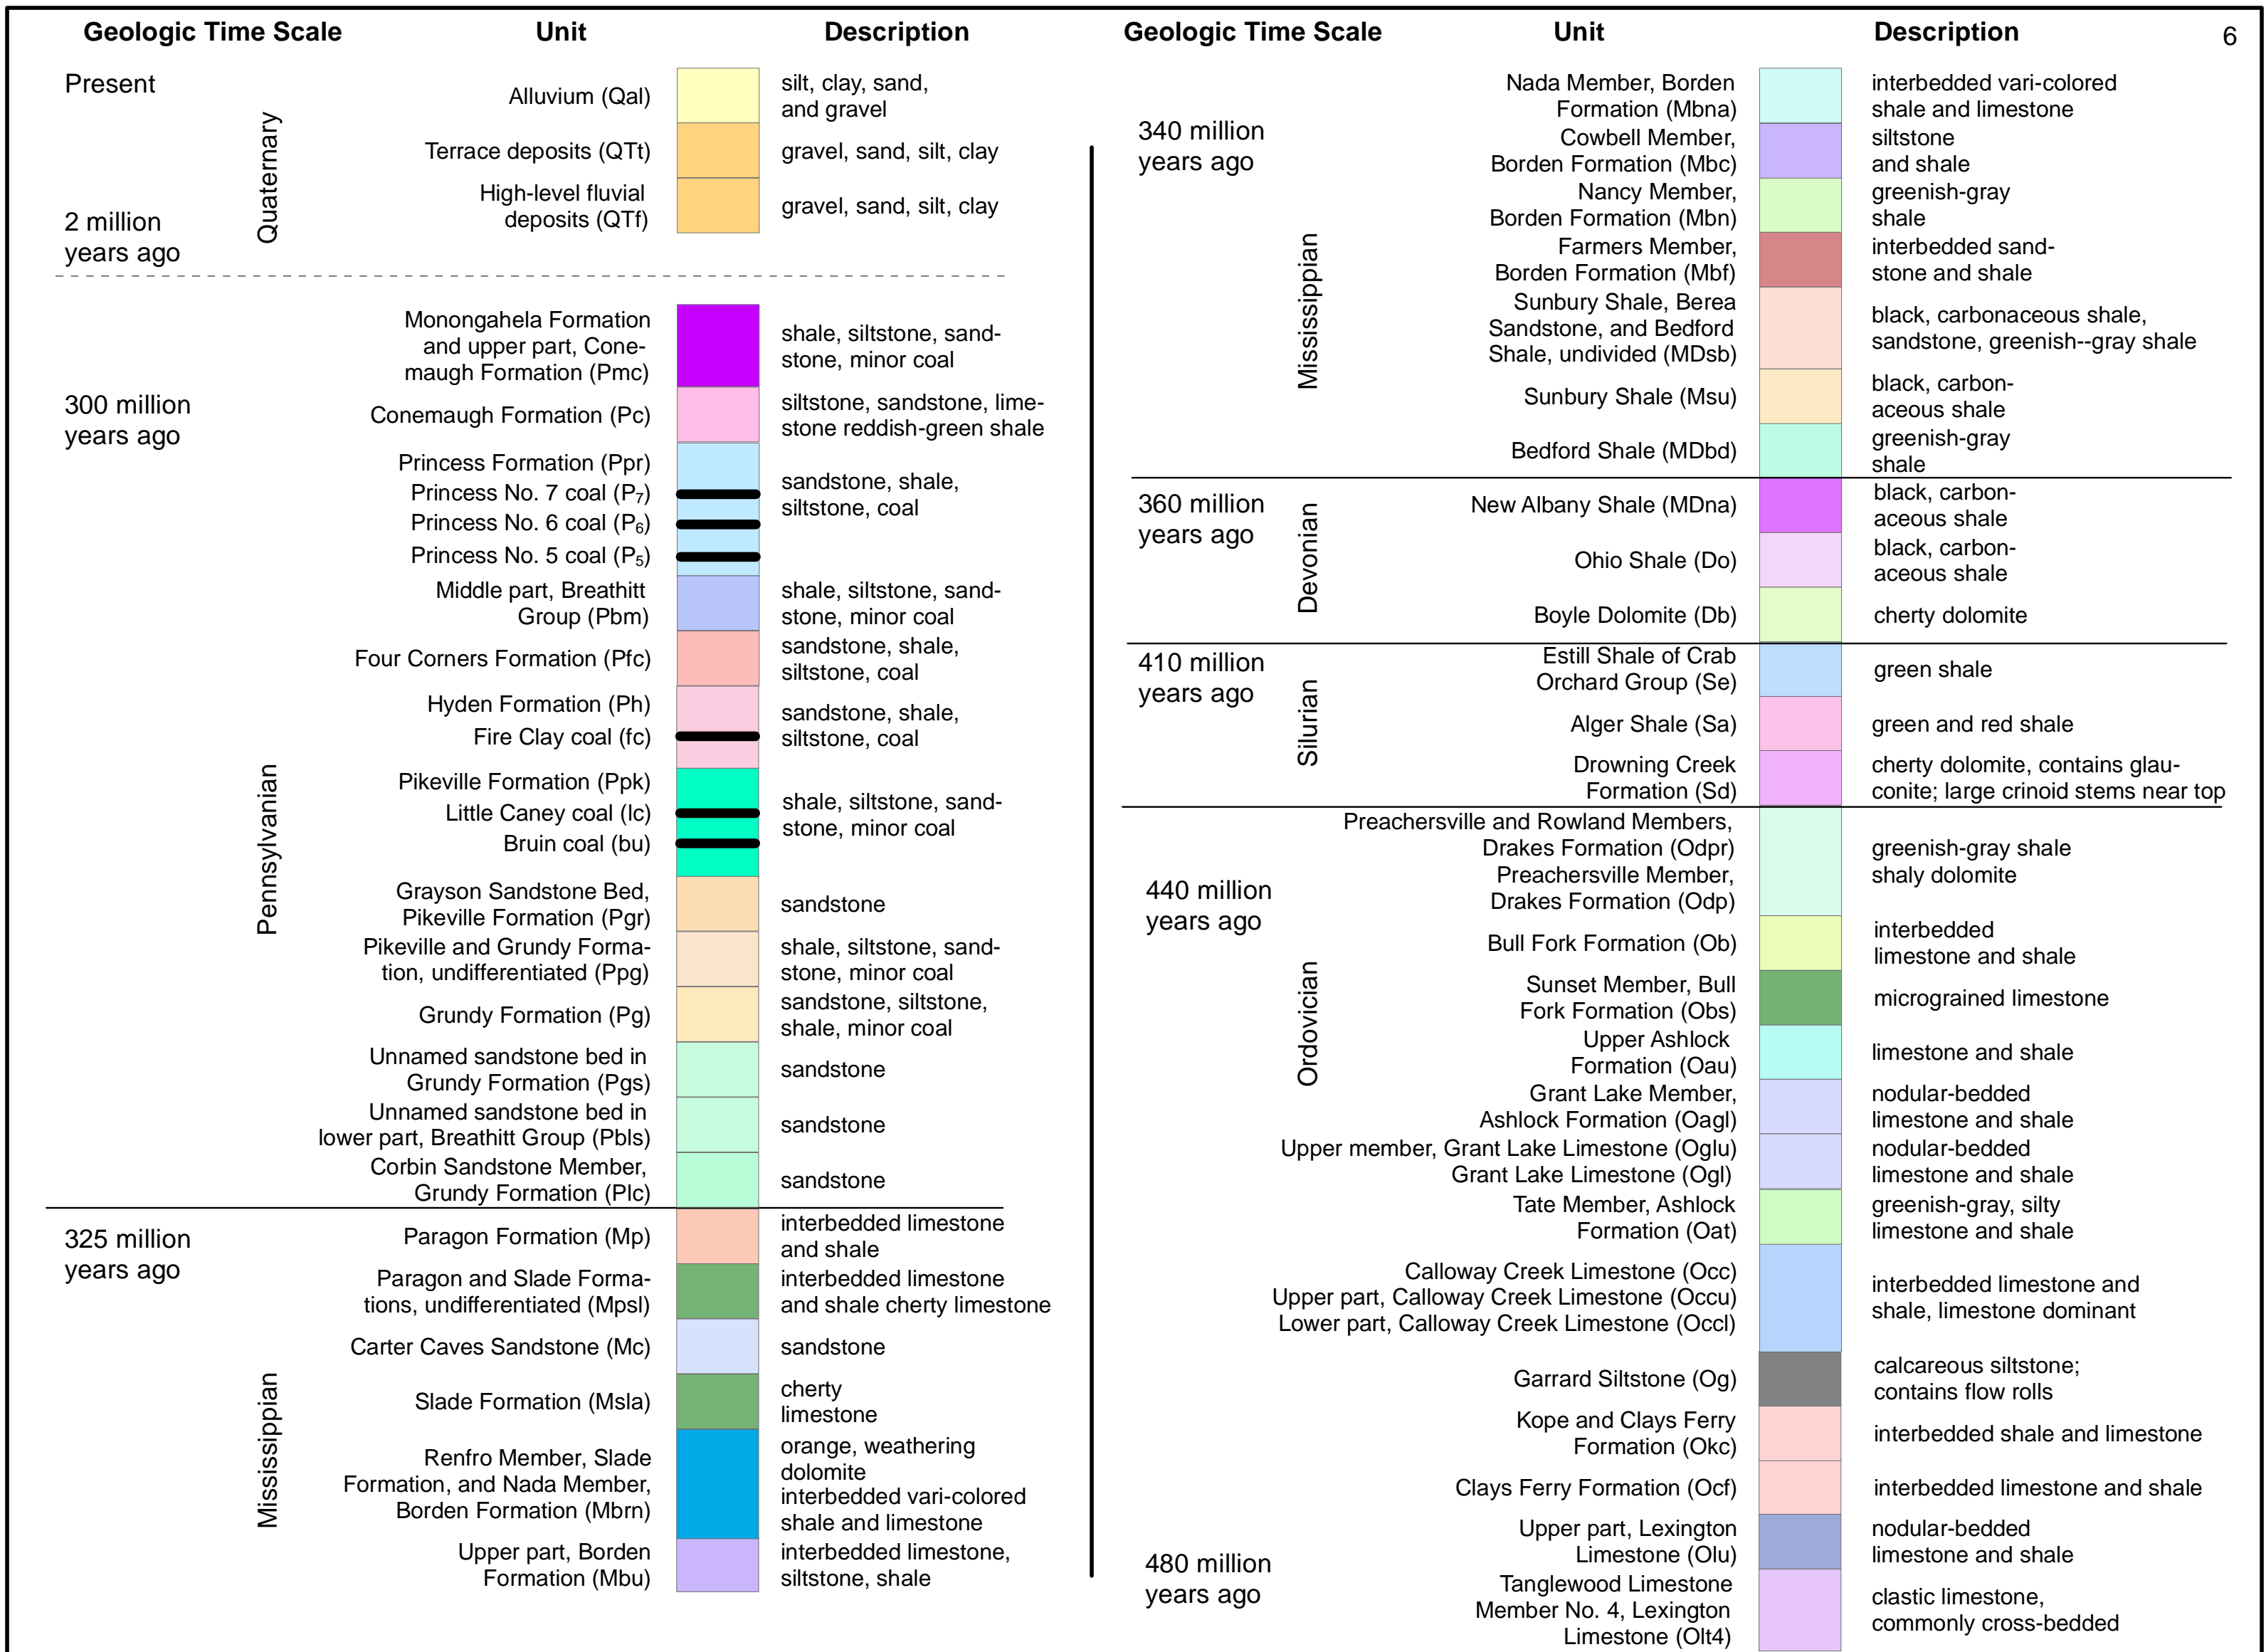 Geologic Time Scale Unit Description
Present
Quaternary
Alluvium (Qal)
silt, clay, sand,
and gravel
Terrace deposits (QTt)
gravel, sand, silt, clay
High-level fluvial
deposits (QTf)
gravel, sand, silt, clay
2 million
years ago
Monongahela Formation
and upper part, Cone-
maugh Formation (Pmc)
shale, siltstone, sand-
stone, minor coal
300 million
years ago
Conemaugh Formation (Pc)
siltstone, sandstone, lime-
stone reddish-green shale
Princess Formation (Ppr)
Princess No. 7 coal (P₇)
Princess No. 6 coal (P₆)
Princess No. 5 coal (P₅)
sandstone, shale,
siltstone, coal
Middle part, Breathitt
Group (Pbm)
shale, siltstone, sand-
stone, minor coal
Four Corners Formation (Pfc)
sandstone, shale,
siltstone, coal
Hyden Formation (Ph)
Fire Clay coal (fc)
sandstone, shale,
siltstone, coal
Pennsylvanian
Pikeville Formation (Ppk)
Little Caney coal (lc)
Bruin coal (bu)
shale, siltstone, sand-
stone, minor coal
Grayson Sandstone Bed,
Pikeville Formation (Pgr)
sandstone
Pikeville and Grundy Forma-
tion, undifferentiated (Ppg)
shale, siltstone, sand-
stone, minor coal
Grundy Formation (Pg)
sandstone, siltstone,
shale, minor coal
Unnamed sandstone bed in
Grundy Formation (Pgs)
sandstone
Unnamed sandstone bed in
lower part, Breathitt Group (Pbls)
sandstone
Corbin Sandstone Member,
Grundy Formation (Plc)
sandstone
325 million
years ago
Paragon Formation (Mp)
interbedded limestone
and shale
Paragon and Slade Forma-
tions, undifferentiated (Mpsl)
interbedded limestone
and shale cherty limestone
Carter Caves Sandstone (Mc)
sandstone
Mississippian
Slade Formation (Msla)
cherty
limestone
Renfro Member, Slade
Formation, and Nada Member,
Borden Formation (Mbrn)
orange, weathering
dolomite
interbedded vari-colored
shale and limestone
Upper part, Borden
Formation (Mbu)
interbedded limestone,
siltstone, shale
Geologic Time Scale Unit Description 6
Nada Member, Borden
Formation (Mbna)
interbedded vari-colored
shale and limestone
340 million
years ago
Cowbell Member,
Borden Formation (Mbc)
siltstone
and shale
Nancy Member,
Borden Formation (Mbn)
greenish-gray
shale
Mississippian
Farmers Member,
Borden Formation (Mbf)
interbedded sand-
stone and shale
Sunbury Shale, Berea
Sandstone, and Bedford
Shale, undivided (MDsb)
black, carbonaceous shale,
sandstone, greenish--gray shale
Sunbury Shale (Msu)
black, carbon-
aceous shale
Bedford Shale (MDbd)
greenish-gray
shale
360 million
years ago
Devonian
New Albany Shale (MDna)
black, carbon-
aceous shale
Ohio Shale (Do)
black, carbon-
aceous shale
Boyle Dolomite (Db)
cherty dolomite
410 million
years ago
Silurian
Estill Shale of Crab
Orchard Group (Se)
green shale
Alger Shale (Sa)
green and red shale
Drowning Creek
Formation (Sd)
cherty dolomite, contains glau-
conite; large crinoid stems near top
Preachersville and Rowland Members,
Drakes Formation (Odpr)
Preachersville Member,
Drakes Formation (Odp)
greenish-gray shale
shaly dolomite
440 million
years ago
Bull Fork Formation (Ob)
interbedded
limestone and shale
Ordovician
Sunset Member, Bull
Fork Formation (Obs)
micrograined limestone
Upper Ashlock
Formation (Oau)
limestone and shale
Grant Lake Member,
Ashlock Formation (Oagl)
nodular-bedded
limestone and shale
Upper member, Grant Lake Limestone (Oglu)
Grant Lake Limestone (Ogl)
nodular-bedded
limestone and shale
Tate Member, Ashlock
Formation (Oat)
greenish-gray, silty
limestone and shale
Calloway Creek Limestone (Occ)
Upper part, Calloway Creek Limestone (Occu)
Lower part, Calloway Creek Limestone (Occl)
interbedded limestone and
shale, limestone dominant
Garrard Siltstone (Og)
calcareous siltstone;
contains flow rolls
Kope and Clays Ferry
Formation (Okc)
interbedded shale and limestone
Clays Ferry Formation (Ocf)
interbedded limestone and shale
Upper part, Lexington
Limestone (Olu)
nodular-bedded
limestone and shale
480 million
years ago
Tanglewood Limestone
Member No. 4, Lexington
Limestone (Olt4)
clastic limestone,
commonly cross-bedded